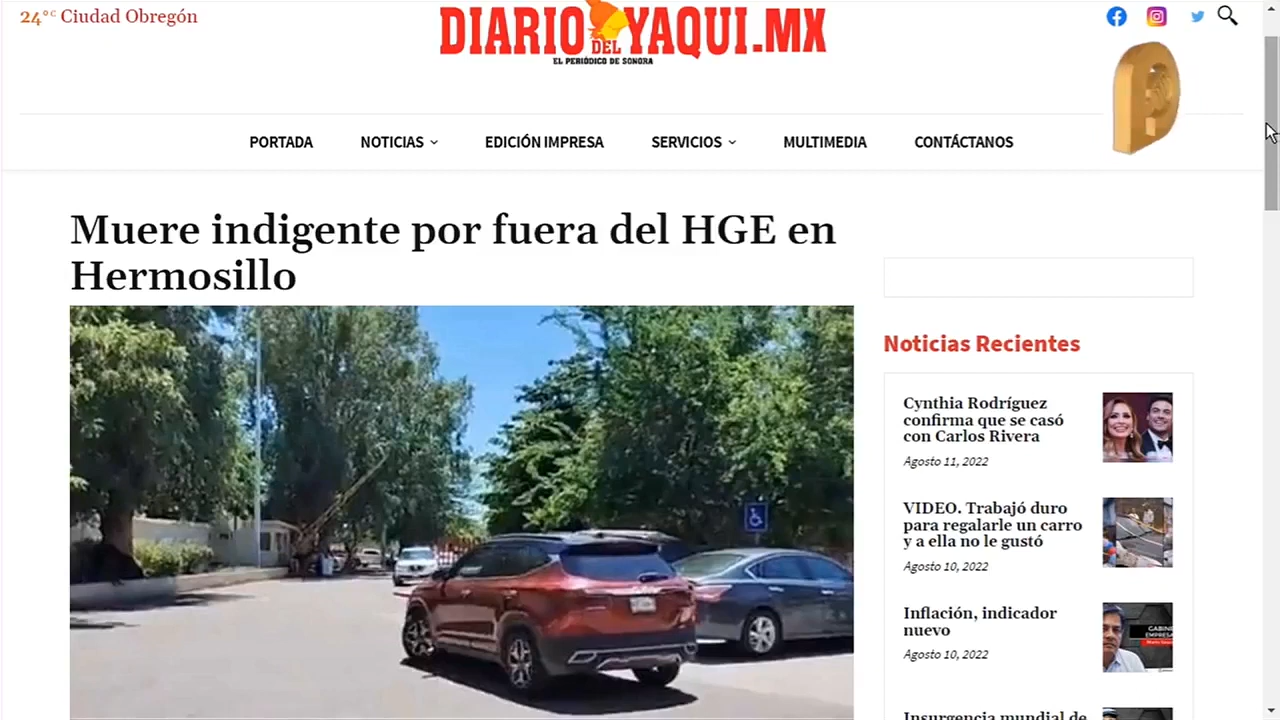 24°C Ciudad Obregón
DIARIO DEL YAQUI.MX
EL PERIÓDICO DE SONORA
PORTADA
NOTICIAS
EDICIÓN IMPRESA
SERVICIOS
MULTIMEDIA
CONTÁCTANOS
Muere indigente por fuera del HGE en
Hermosillo
Noticias Recientes
Cynthia Rodríguez
confirma que se casó
con Carlos Rivera
Agosto 11, 2022
VIDEO. Trabajó duro
para regalarle un carro
y a ella no le gustó
Agosto 10, 2022
Inflación, indicador
nuevo
Agosto 10, 2022
Insurgencia mundial de